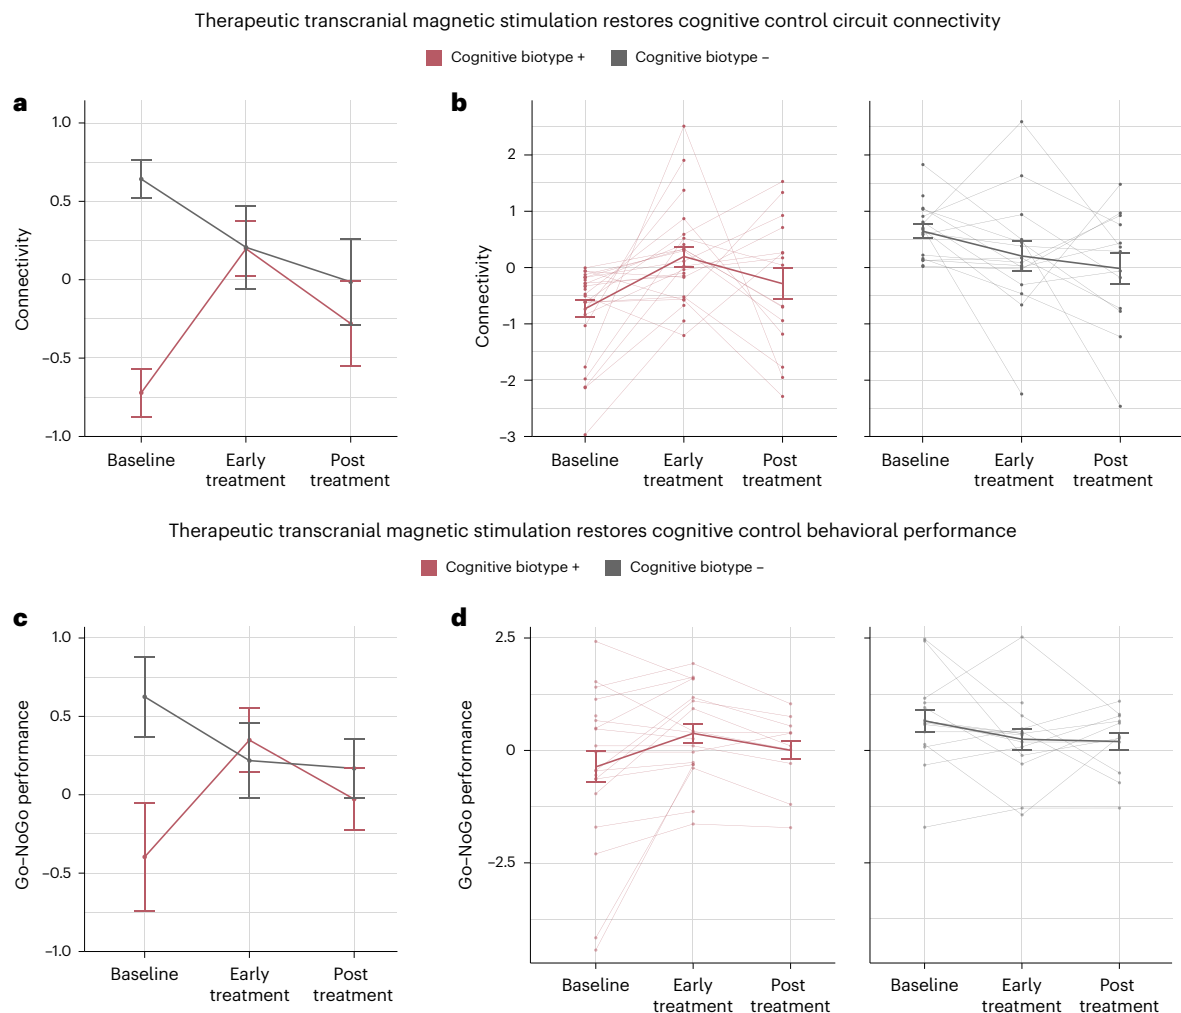 Therapeutic transcranial magnetic stimulation restores cognitive control circuit connectivity
Cognitive biotype + Cognitive biotype –
a
Connectivity
1.0
0.5
0
–0.5
–1.0
Baseline Early treatment Post treatment
b
Connectivity
2
1
0
–1
–2
–3
Baseline Early treatment Post treatment
Baseline Early treatment Post treatment
Therapeutic transcranial magnetic stimulation restores cognitive control behavioral performance
Cognitive biotype + Cognitive biotype –
c
Go–NoGo performance
1.0
0.5
0
–0.5
–1.0
Baseline Early treatment Post treatment
d
Go–NoGo performance
2.5
0
–2.5
Baseline Early treatment Post treatment
Baseline Early treatment Post treatment